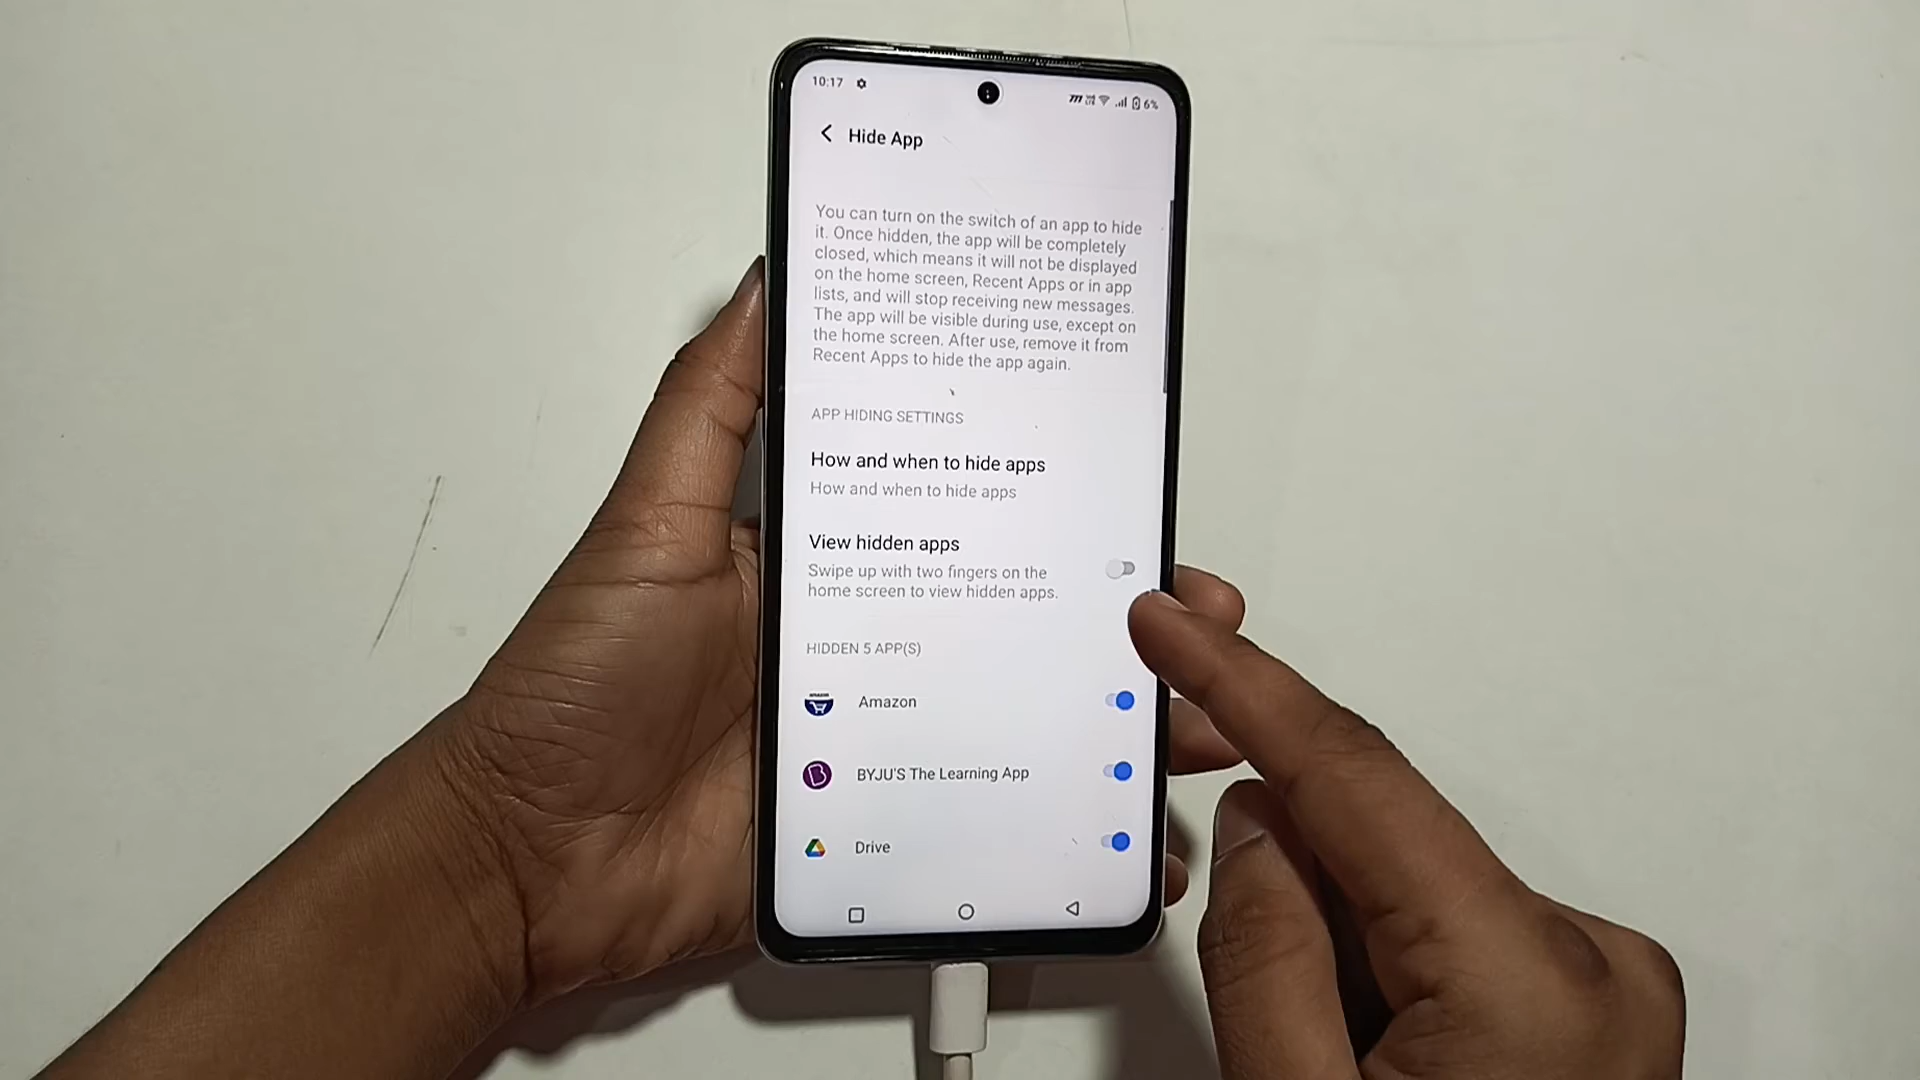 10:17
6%
Hide App
You can turn on the switch of an app to hide
it. Once hidden, the app will be completely
closed, which means it will not be displayed
on the home screen, Recent Apps or in app
lists, and will stop receiving new messages.
The app will be visible during use, except on
the home screen. After use, remove it from
Recent Apps to hide the app again.
APP HIDING SETTINGS
How and when to hide apps
How and when to hide apps
View hidden apps
Swipe up with two fingers on the
home screen to view hidden apps.
HIDDEN 5 APP(S)
Amazon
BYJU'S The Learning App
Drive